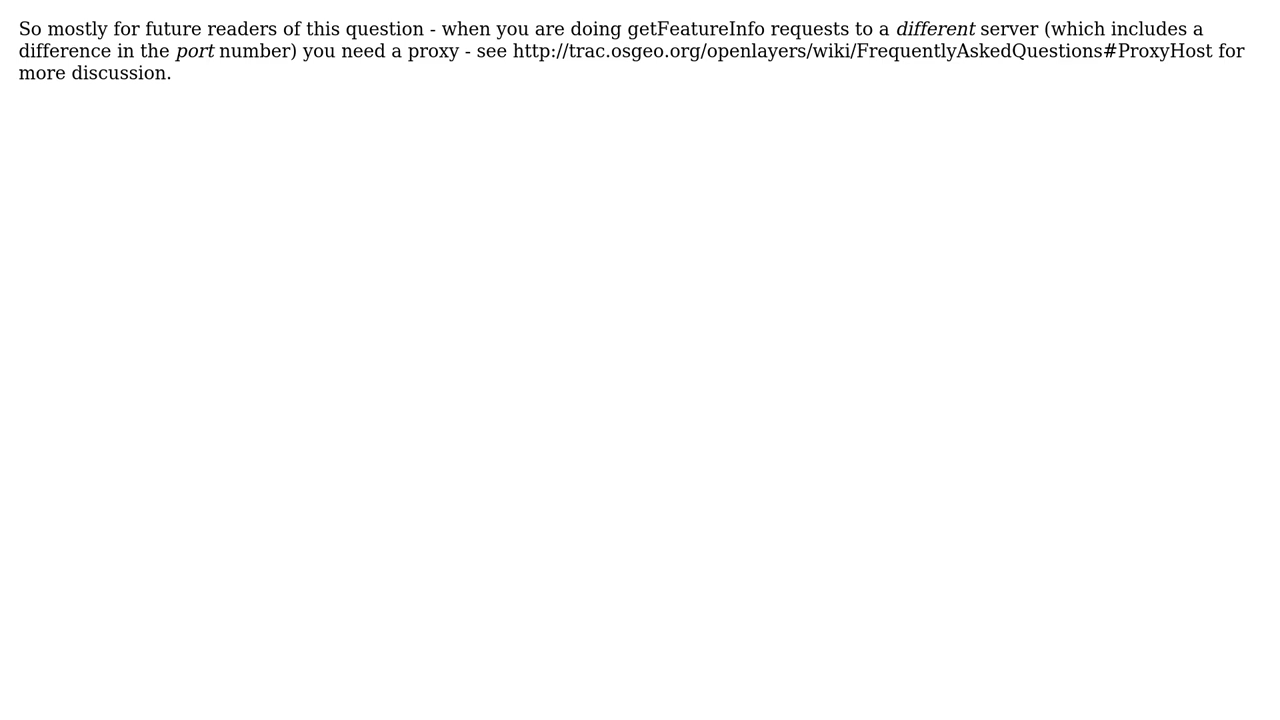 So mostly for future readers of this question - when you are doing getFeatureInfo requests to a different server (which includes a
difference in the port number) you need a proxy - see http://trac.osgeo.org/openlayers/wiki/FrequentlyAskedQuestions#ProxyHost for
more discussion.